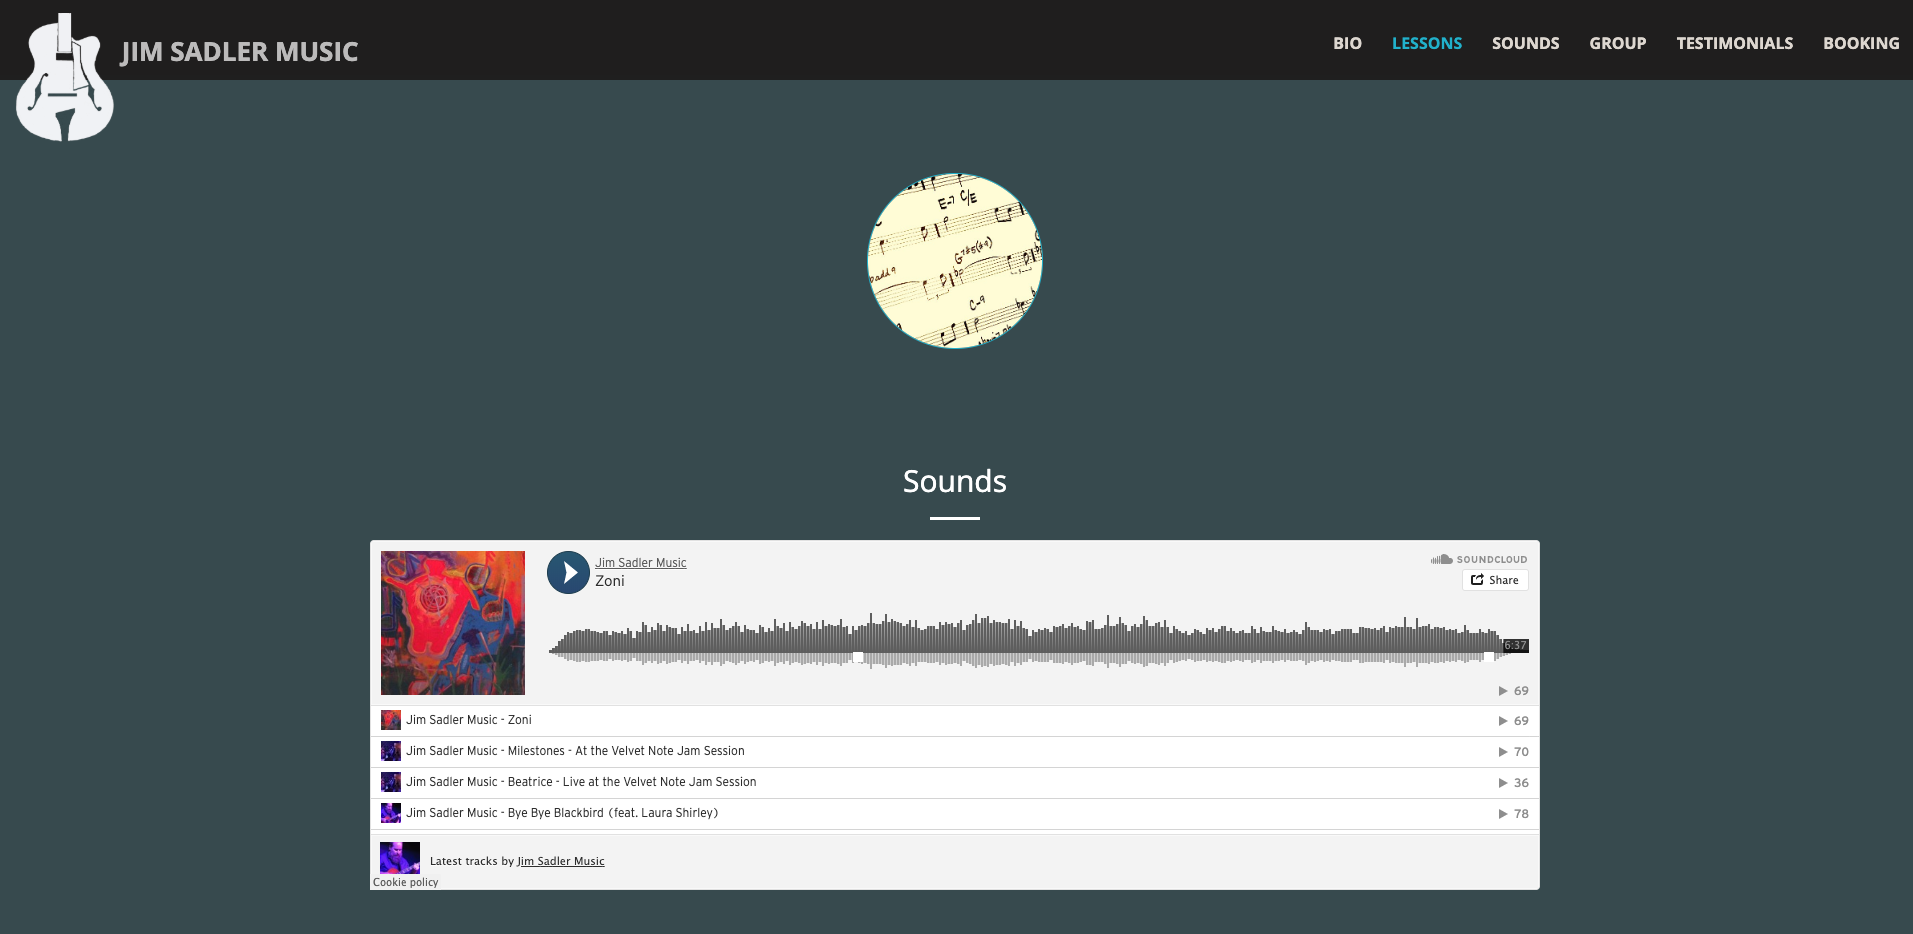 JIM SADLER MUSIC
BIO LESSONS SOUNDS GROUP TESTIMONIALS BOOKING
E-7 C/E
G7#5(#9)
badd9
C-9
Sounds
Jim Sadler Music
Zoni
SOUNDCLOUD
Share
6:37
69
Jim Sadler Music - Zoni 69
Jim Sadler Music - Milestones - At the Velvet Note Jam Session 70
Jim Sadler Music - Beatrice - Live at the Velvet Note Jam Session 36
Jim Sadler Music - Bye Bye Blackbird (feat. Laura Shirley) 78
Latest tracks by Jim Sadler Music
Cookie policy